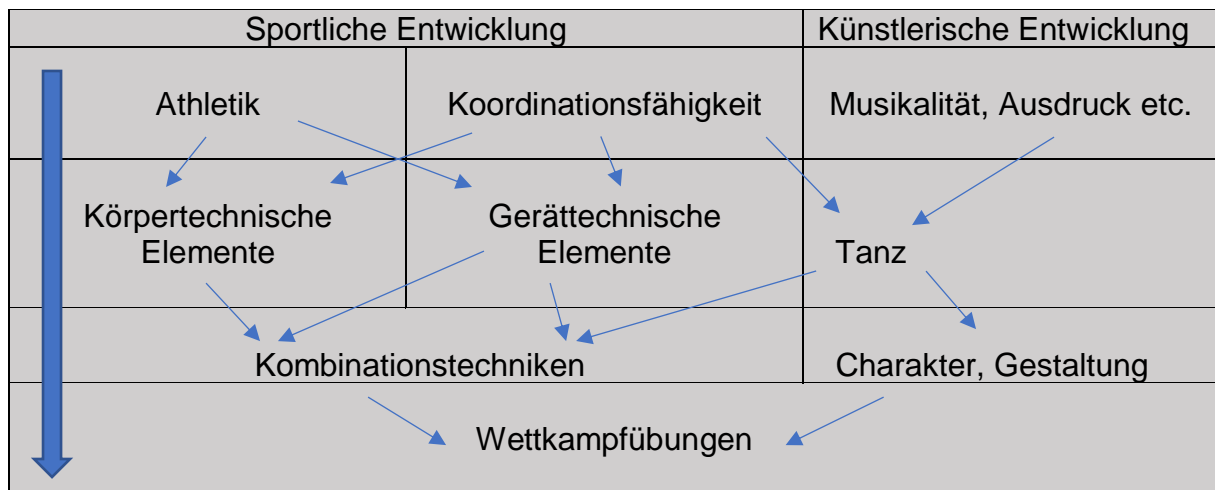 Sportliche Entwicklung
Künstlerische Entwicklung
Athletik
Koordinationsfähigkeit
Musikalität, Ausdruck etc.
Körpertechnische
Elemente
Gerättechnische
Elemente
Tanz
Kombinationstechniken
Charakter, Gestaltung
Wettkampfübungen